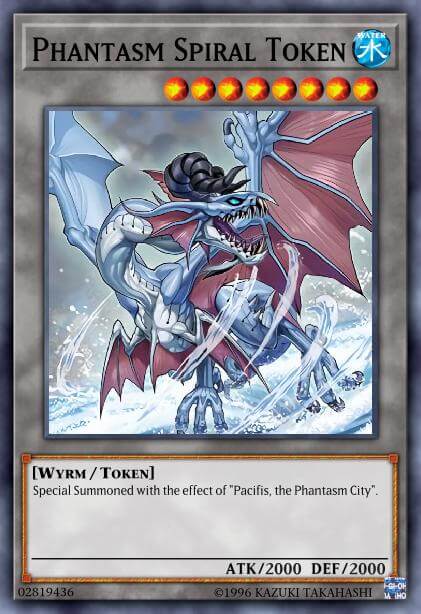 PHANTASM SPIRAL TOKEN
WATER
水
[WYRM / TOKEN]
Special Summoned with the effect of "Pacifis, the Phantasm City".
ATK/2000 DEF/2000
02819436
©1996 KAZUKI TAKAHASHI